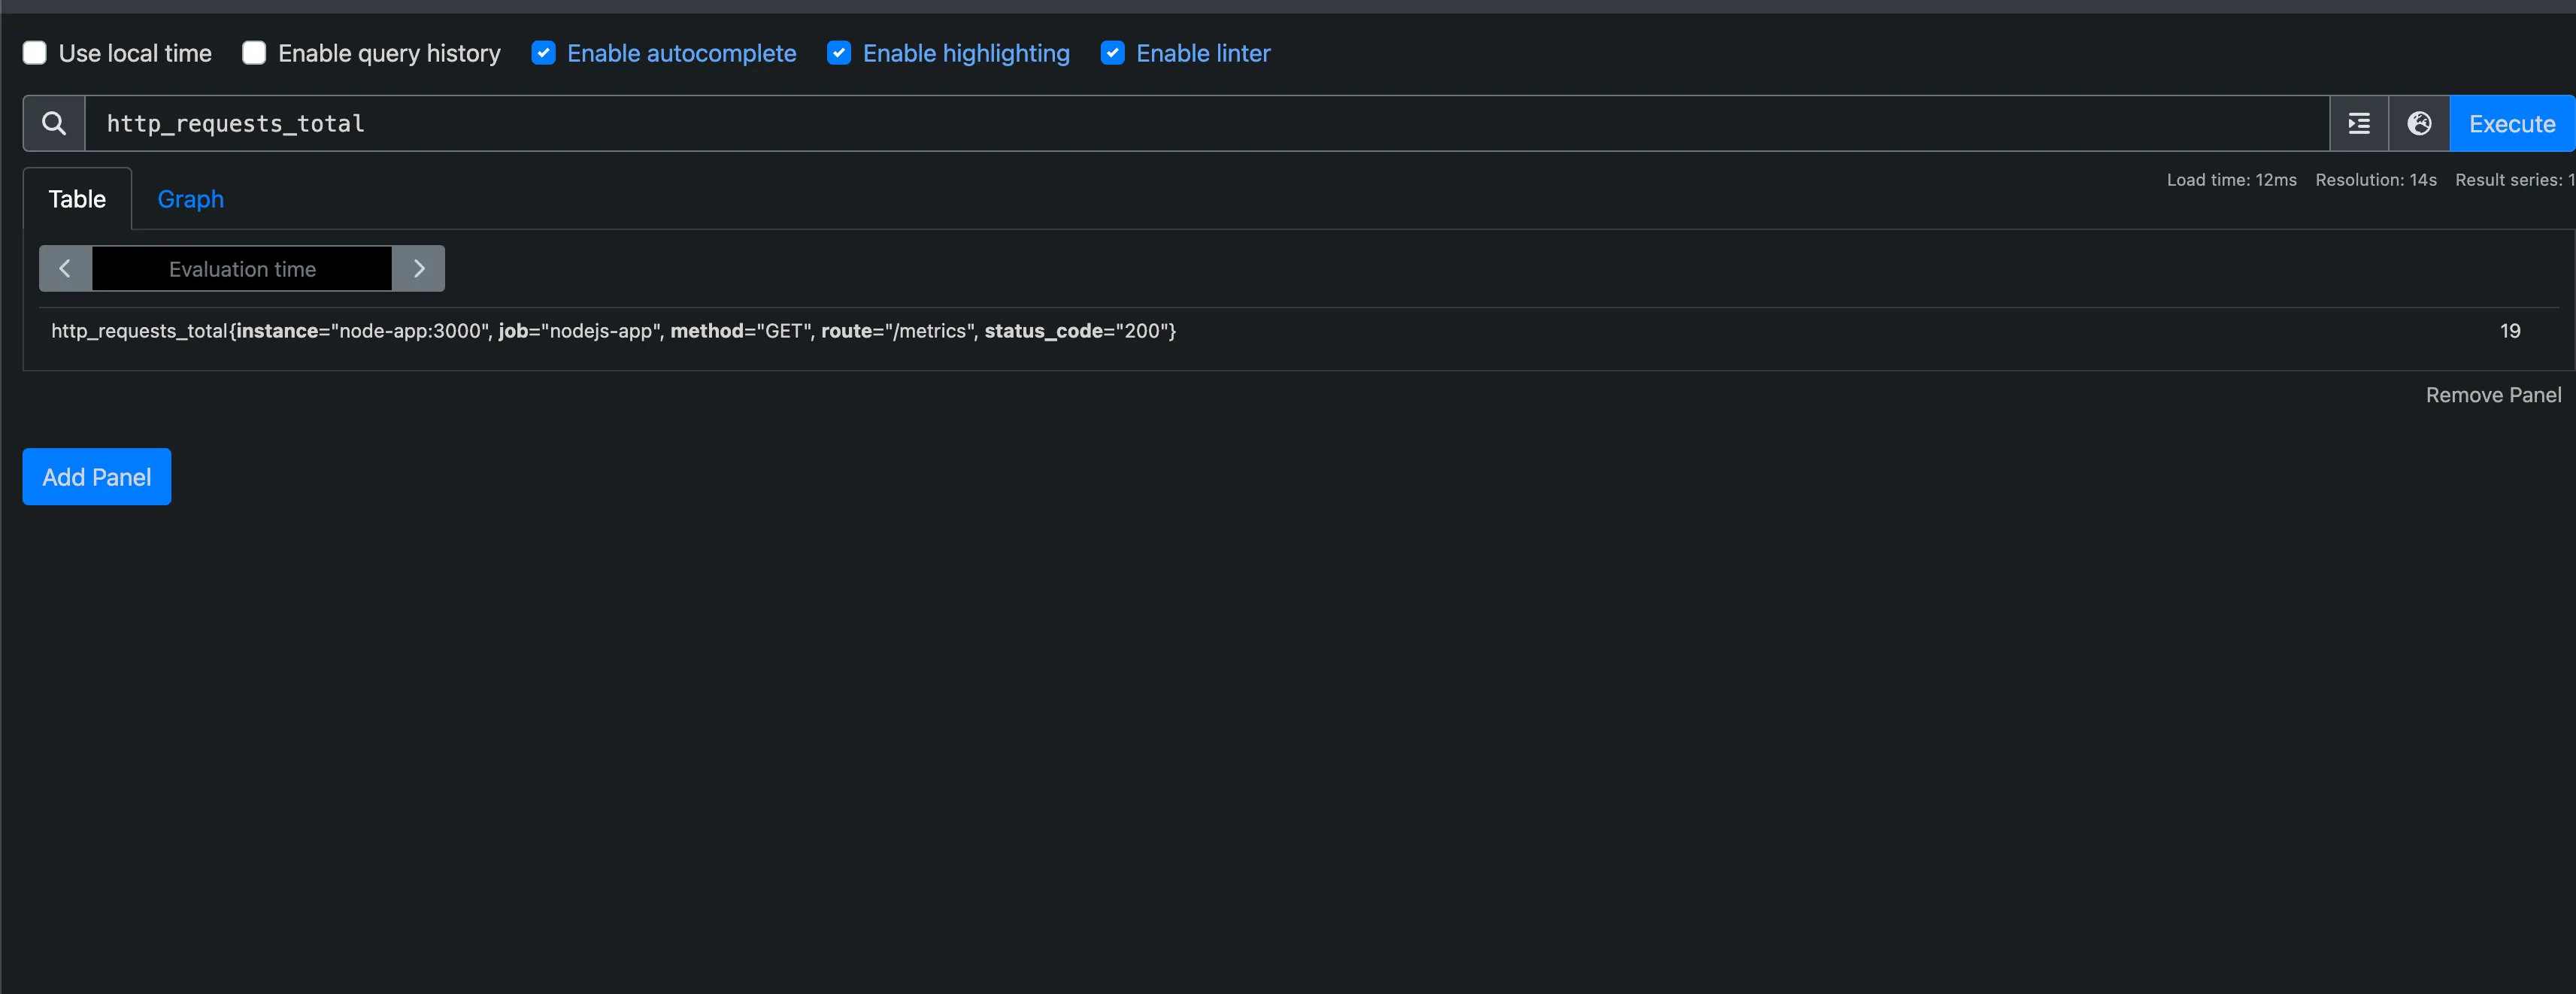 Use local time Enable query history Enable autocomplete Enable highlighting Enable linter
http_requests_total Execute
Table Graph Load time: 12ms Resolution: 14s Result series: 1
Evaluation time
http_requests_total{instance="node-app:3000", job="nodejs-app", method="GET", route="/metrics", status_code="200"} 19
Remove Panel
Add Panel